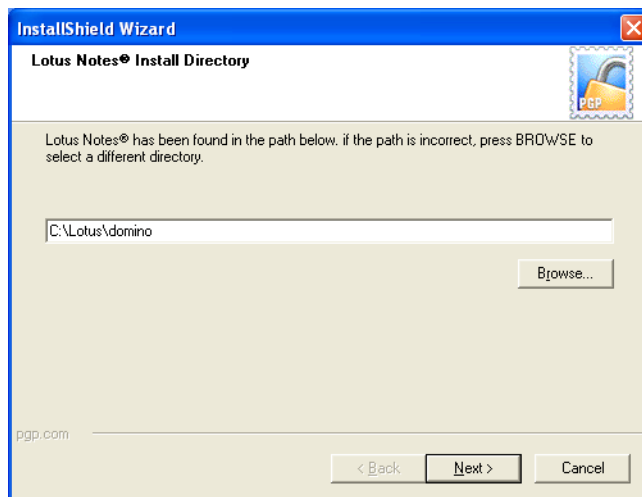 InstallShield Wizard
Lotus Notes® Install Directory
PGP
Lotus Notes® has been found in the path below. if the path is incorrect, press BROWSE to
select a different directory.
C:\Lotus\domino
Browse...
pgp.com
< Back
Next >
Cancel